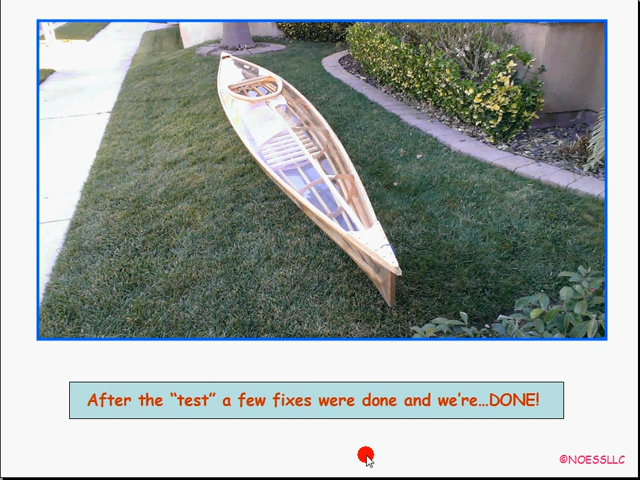 After the “test” a few fixes were done and we’re…DONE!
©NOESSLLC